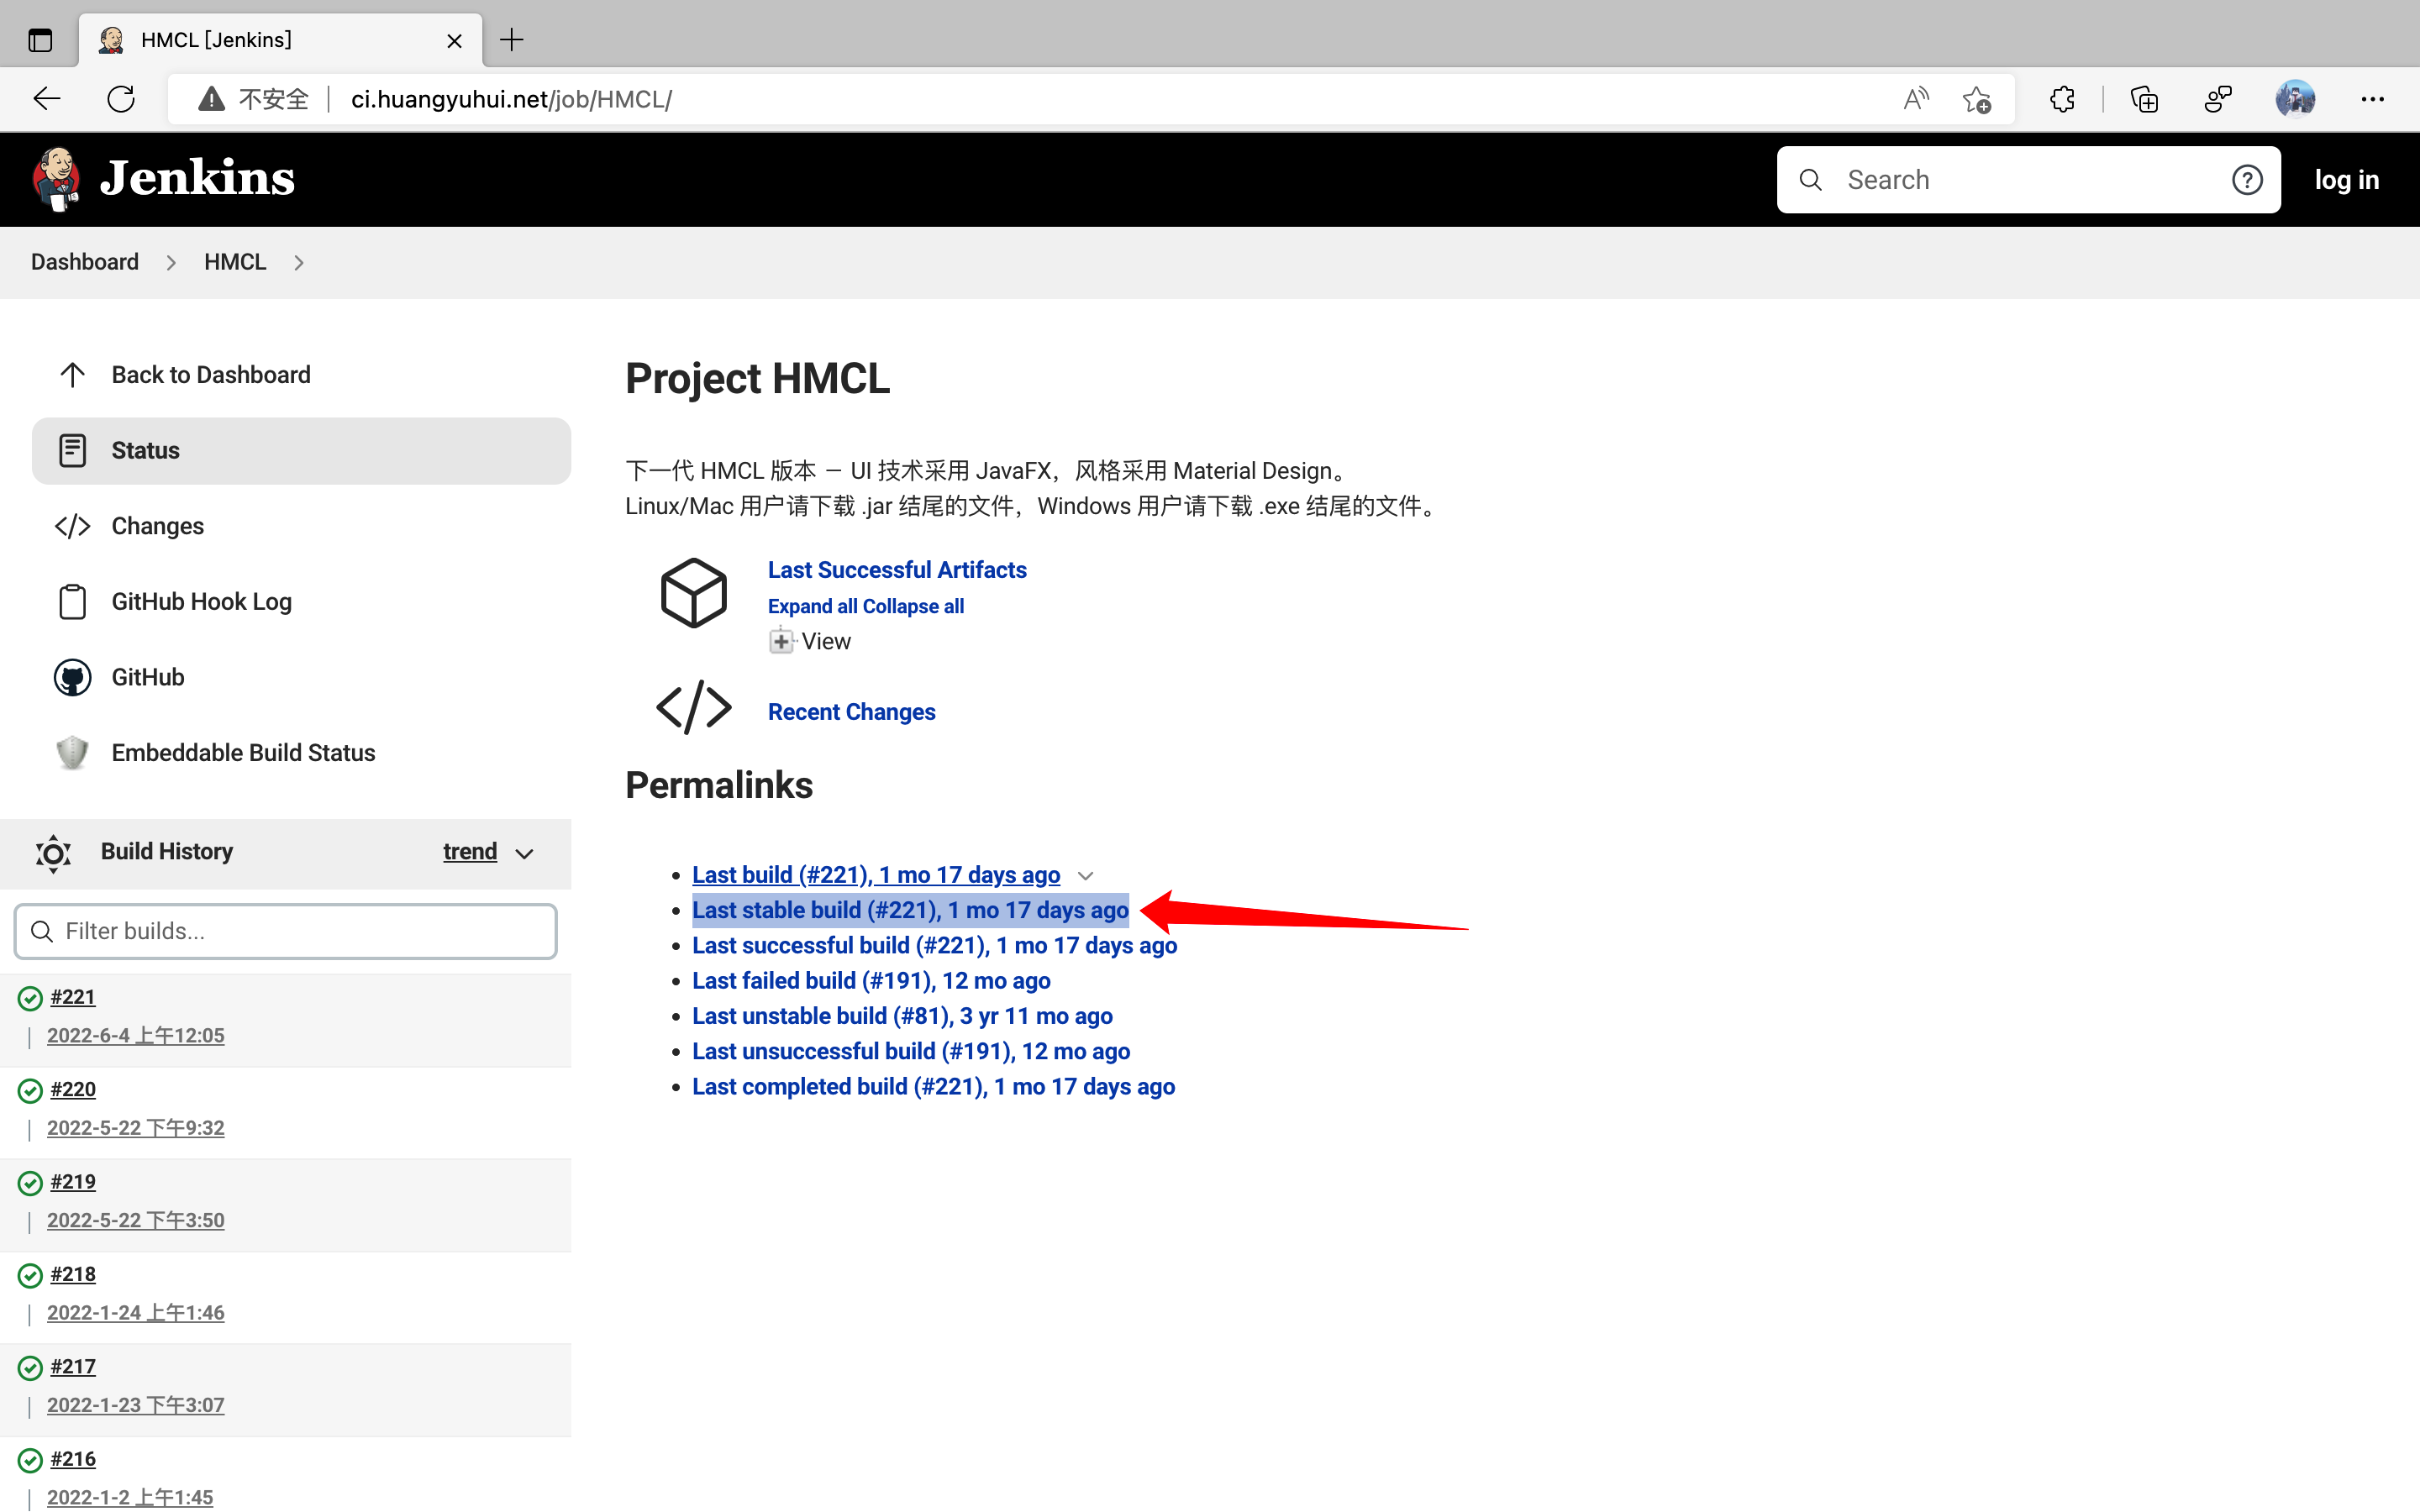 HMCL [Jenkins]
不安全 ci.huangyuhui.net/job/HMCL/
Jenkins
Search
log in
Dashboard
HMCL
Back to Dashboard
Status
Changes
GitHub Hook Log
GitHub
Embeddable Build Status
Build History
trend
Filter builds...
#221
2022-6-4 上午12:05
#220
2022-5-22 下午9:32
#219
2022-5-22 下午3:50
#218
2022-1-24 上午1:46
#217
2022-1-23 下午3:07
#216
2022-1-2 上午1:45
Project HMCL
下一代 HMCL 版本 — UI 技术采用 JavaFX，风格采用 Material Design。
Linux/Mac 用户请下载 .jar 结尾的文件，Windows 用户请下载 .exe 结尾的文件。
Last Successful Artifacts
Expand all Collapse all
View
Recent Changes
Permalinks
Last build (#221), 1 mo 17 days ago
Last stable build (#221), 1 mo 17 days ago
Last successful build (#221), 1 mo 17 days ago
Last failed build (#191), 12 mo ago
Last unstable build (#81), 3 yr 11 mo ago
Last unsuccessful build (#191), 12 mo ago
Last completed build (#221), 1 mo 17 days ago